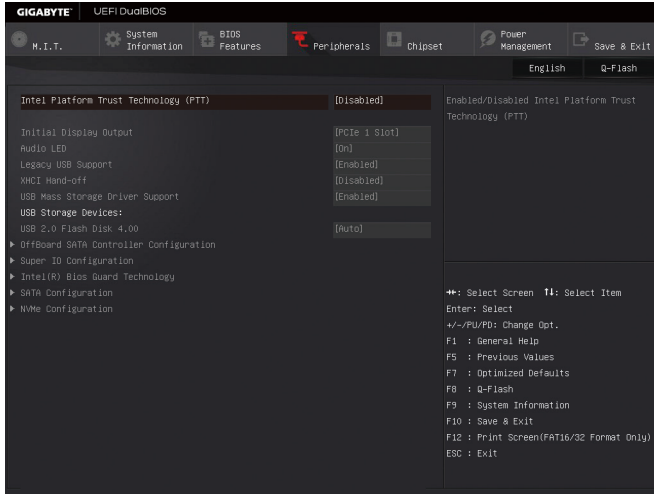 GIGABYTE™ UEFI DualBIOS
M.I.T. System Information BIOS Features Peripherals Chipset Power Management Save & Exit
English Q-Flash
Intel Platform Trust Technology (PTT) [Disabled]
Enabled/Disabled Intel Platform Trust
Technology (PTT)
Initial Display Output [PCIe 1 Slot]
Audio LED [On]
Legacy USB Support [Enabled]
XHCI Hand-off [Disabled]
USB Mass Storage Driver Support [Enabled]
USB Storage Devices:
USB 2.0 Flash Disk 4.00 [Auto]
OffBoard SATA Controller Configuration
Super IO Configuration
Intel(R) Bios Guard Technology
SATA Configuration
NVMe Configuration
→←: Select Screen ↑↓: Select Item
Enter: Select
+/-/PU/PD: Change Opt.
F1 : General Help
F5 : Previous Values
F7 : Optimized Defaults
F8 : Q-Flash
F9 : System Information
F10 : Save & Exit
F12 : Print Screen(FAT16/32 Format Only)
ESC : Exit